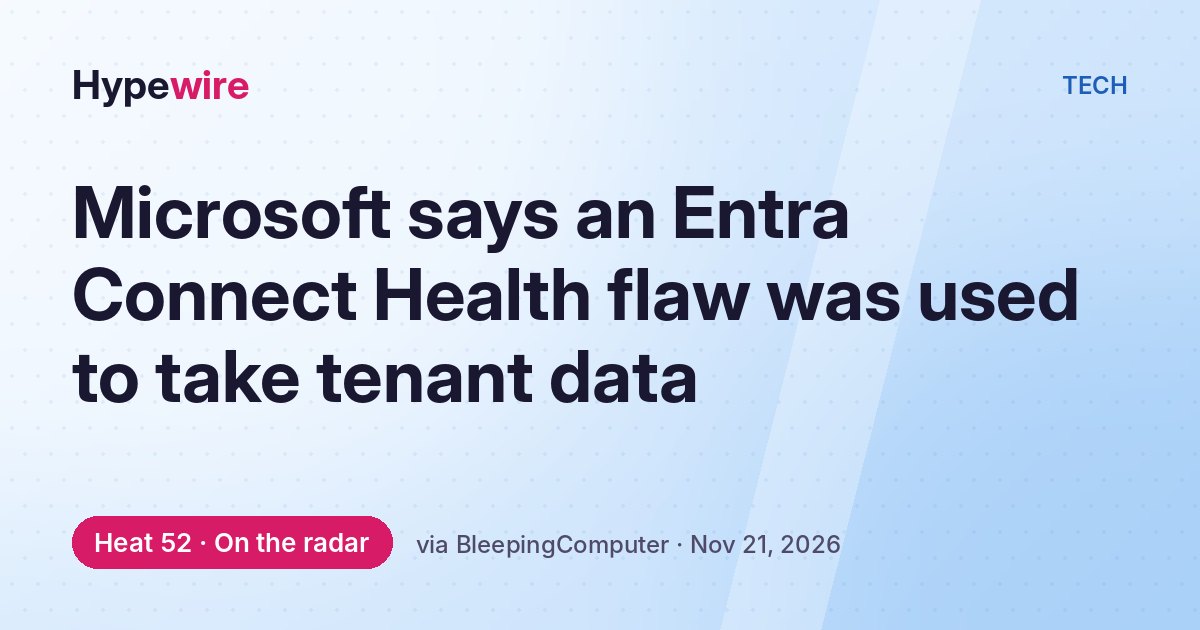 Hypewire
TECH
Microsoft says an Entra
Connect Health flaw was used
to take tenant data
Heat 52 · On the radar
via BleepingComputer · Nov 21, 2026